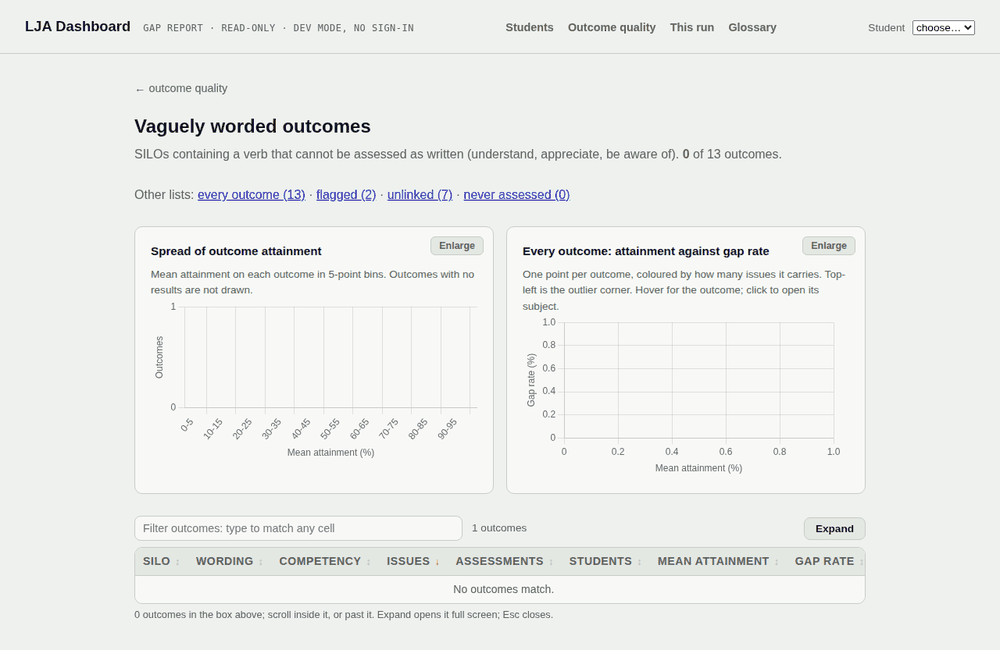 LJA Dashboard GAP REPORT · READ-ONLY · DEV MODE, NO SIGN-IN Students Outcome quality This run Glossary Student choose...
← outcome quality
Vaguely worded outcomes
SILOs containing a verb that cannot be assessed as written (understand, appreciate, be aware of). 0 of 13 outcomes.
Other lists: every outcome (13) · flagged (2) · unlinked (7) · never assessed (0)
Spread of outcome attainment Enlarge
Mean attainment on each outcome in 5-point bins. Outcomes with no
results are not drawn.
1
Outcomes
0
0-5 10-15 20-25 30-35 40-45 50-55 60-65 70-75 80-85 90-95
Mean attainment (%)
Every outcome: attainment against gap rate Enlarge
One point per outcome, coloured by how many issues it carries. Top-
left is the outlier corner. Hover for the outcome; click to open its
subject.
1.0
0.8
0.6
0.4
0.2
0
Gap rate (%)
0 0.2 0.4 0.6 0.8 1.0
Mean attainment (%)
Filter outcomes: type to match any cell 1 outcomes Expand
SILO ↕ WORDING ↕ COMPETENCY ↕ ISSUES ↓ ASSESSMENTS ↕ STUDENTS ↕ MEAN ATTAINMENT ↕ GAP RATE ↕
No outcomes match.
0 outcomes in the box above; scroll inside it, or past it. Expand opens it full screen; Esc closes.